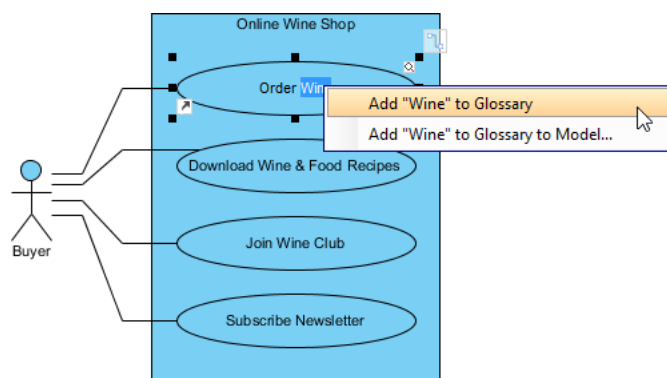 Online Wine Shop
Order Win
Add "Wine" to Glossary
Add "Wine" to Glossary to Model...
Download Wine & Food Recipes
Join Wine Club
Buyer
Subscribe Newsletter